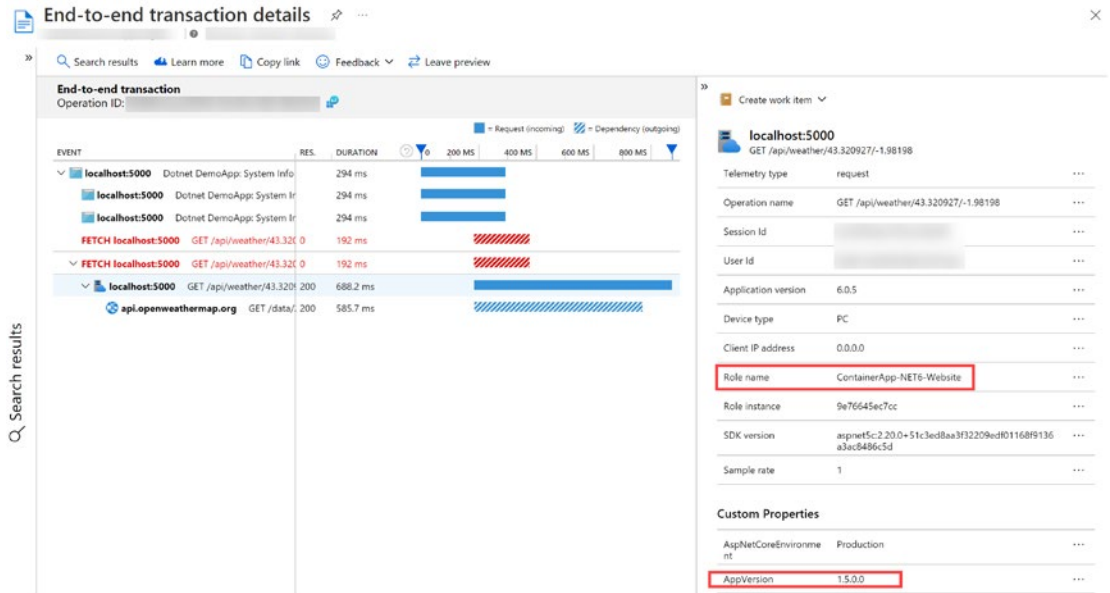 End-to-end transaction details
Search results
Learn more
Copy link
Feedback
Leave preview
End-to-end transaction
Operation ID:
= Request (incoming) = Dependency (outgoing)
EVENT RES. DURATION 0 200 MS 400 MS 600 MS 800 MS
localhost:5000 Dotnet DemoApp: System Info 294 ms
localhost:5000 Dotnet DemoApp: System Ir 294 ms
localhost:5000 Dotnet DemoApp: System Ir 294 ms
FETCH localhost:5000 GET /api/weather/43.320 0 192 ms
FETCH localhost:5000 GET /api/weather/43.320 0 192 ms
localhost:5000 GET /api/weather/43.3209 200 688.2 ms
api.openweathermap.org GET /data/ 200 585.7 ms
Search results
Create work item
localhost:5000
GET /api/weather/43.320927/-1.98198
Telemetry type request
Operation name GET /api/weather/43.320927/-1.98198
Session Id
User Id
Application version 6.0.5
Device type PC
Client IP address 0.0.0.0
Role name ContainerApp-NET6-Website
Role instance 9e76645ec7cc
SDK version aspnet5c:2.20.0+51c3ed8aa3f32209edf01168f9136
a3ac8486c5d
Sample rate 1
Custom Properties
AspNetCoreEnvironme Production
nt
AppVersion 1.5.0.0